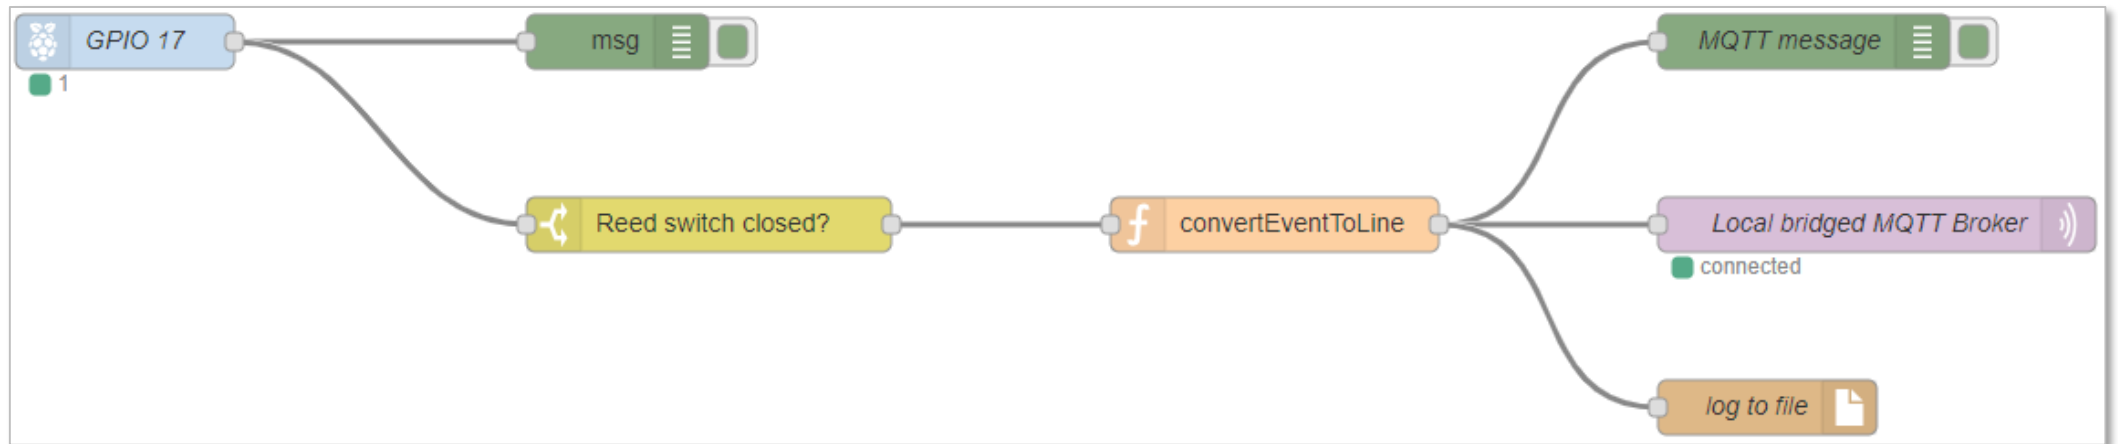 GPIO 17
1
msg
Reed switch closed?
convertEventToLine
MQTT message
Local bridged MQTT Broker
connected
log to file